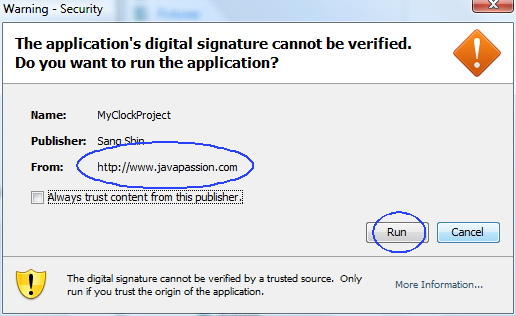 Warning - Security
The application's digital signature cannot be verified.
Do you want to run the application?
Name: MyClockProject
Publisher: Sang Shin
From: http://www.javapassion.com
Always trust content from this publisher.
Run Cancel
The digital signature cannot be verified by a trusted source. Only
run if you trust the origin of the application.
More Information...